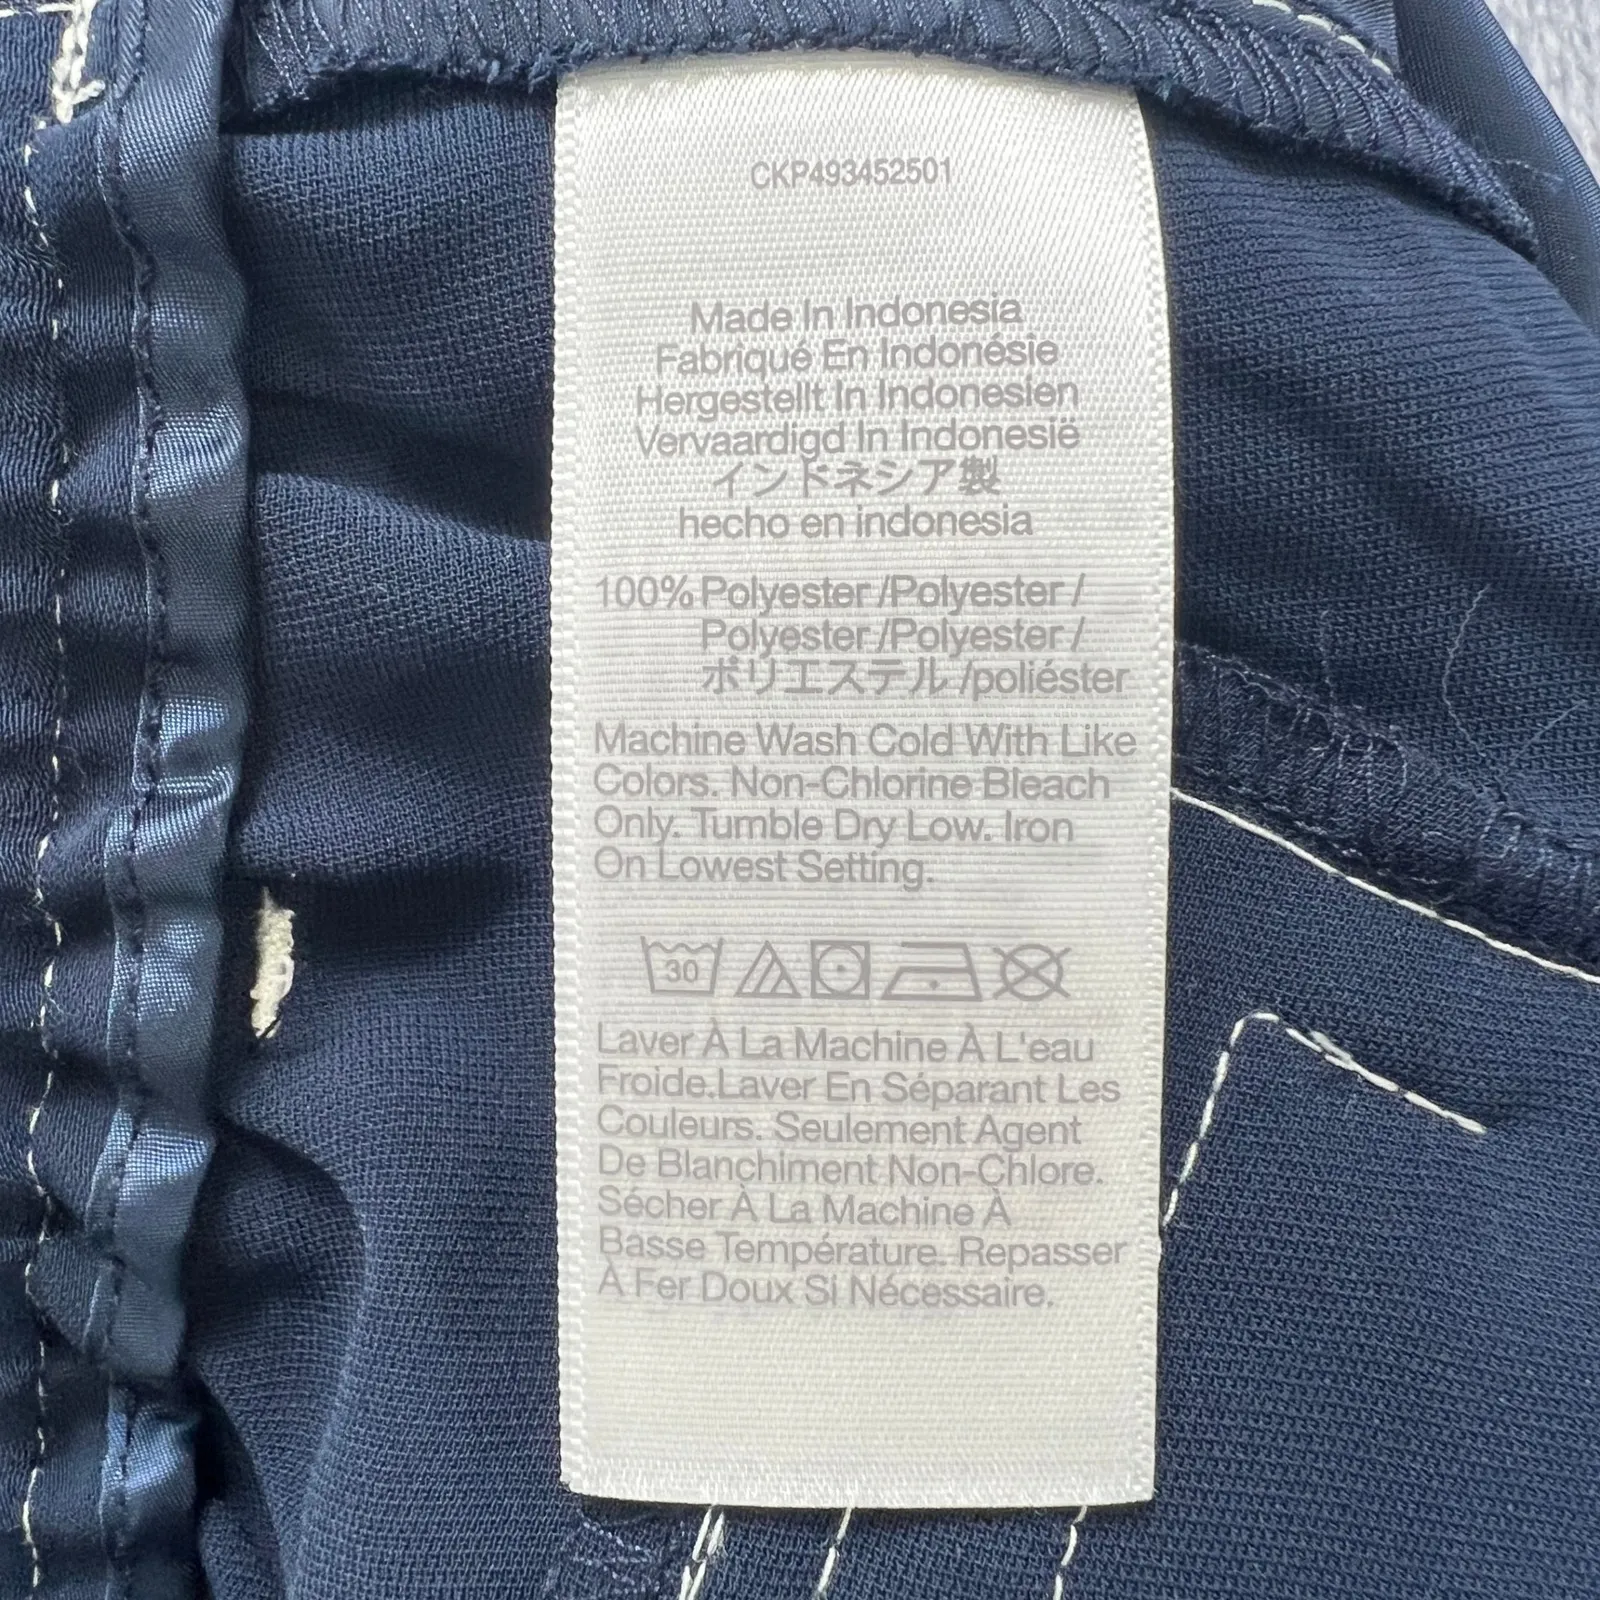 CKP493452501
Made In Indonesia
Fabriqué En Indonésie
Hergestellt In Indonesien
Vervaardigd In Indonesië
インドネシア製
hecho en indonesia
100% Polyester /Polyester /
Polyester /Polyester /
ポリエステル /poliéster
Machine Wash Cold With Like
Colors. Non-Chlorine Bleach
Only. Tumble Dry Low. Iron
On Lowest Setting.
30
Laver À La Machine À L'eau
Froide.Laver En Séparant Les
Couleurs. Seulement Agent
De Blanchiment Non-Chlore.
Sécher À La Machine À
Basse Température. Repasser
À Fer Doux Si Nécessaire.